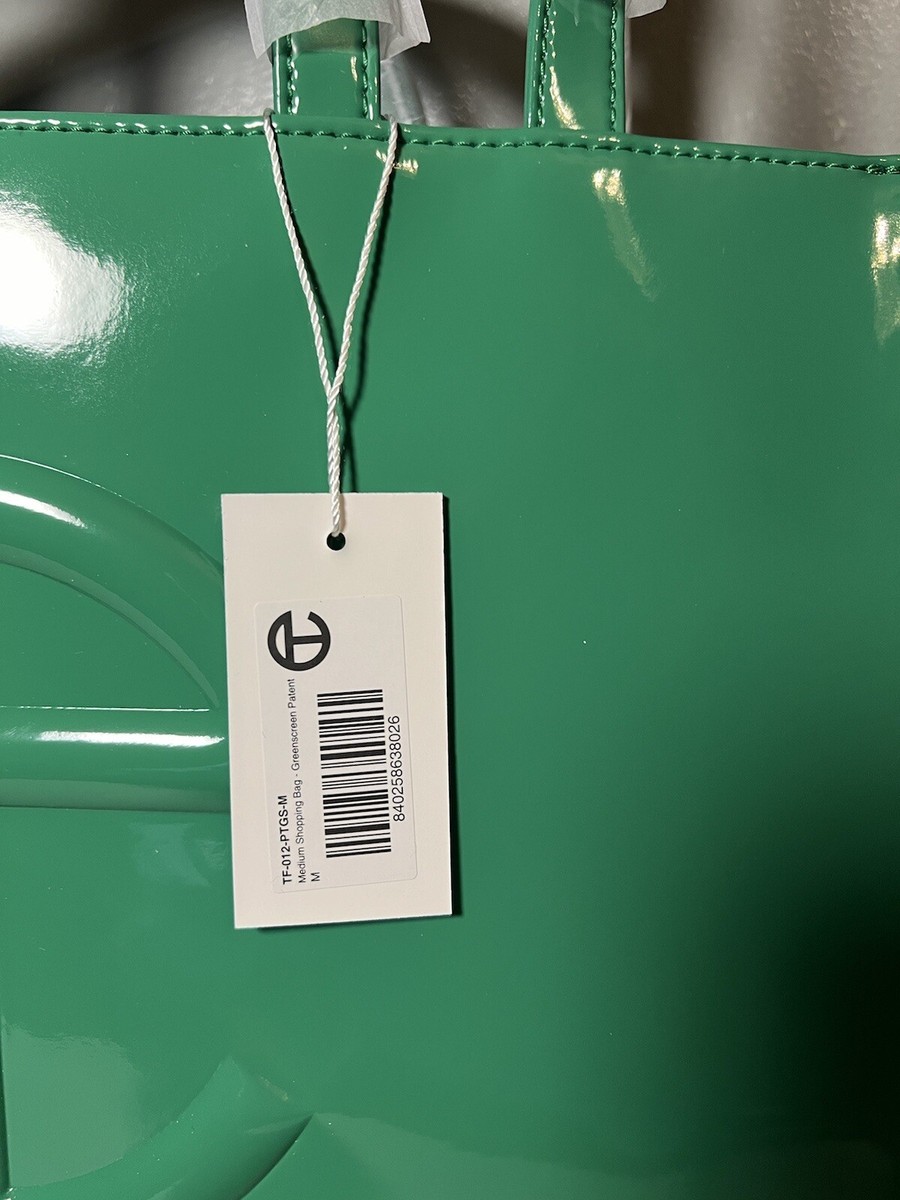 TF-012-PTGS-M
Medium Shopping Bag - Greenscreen Patent
M
840258638026